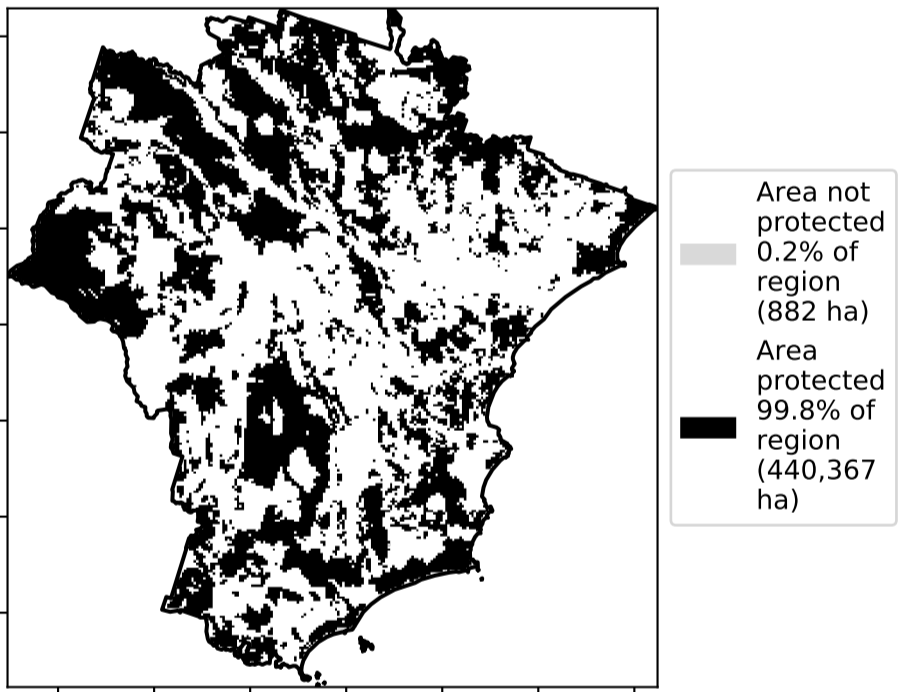 Area not
protected
0.2% of
region
(882 ha)
Area
protected
99.8% of
region
(440,367
ha)